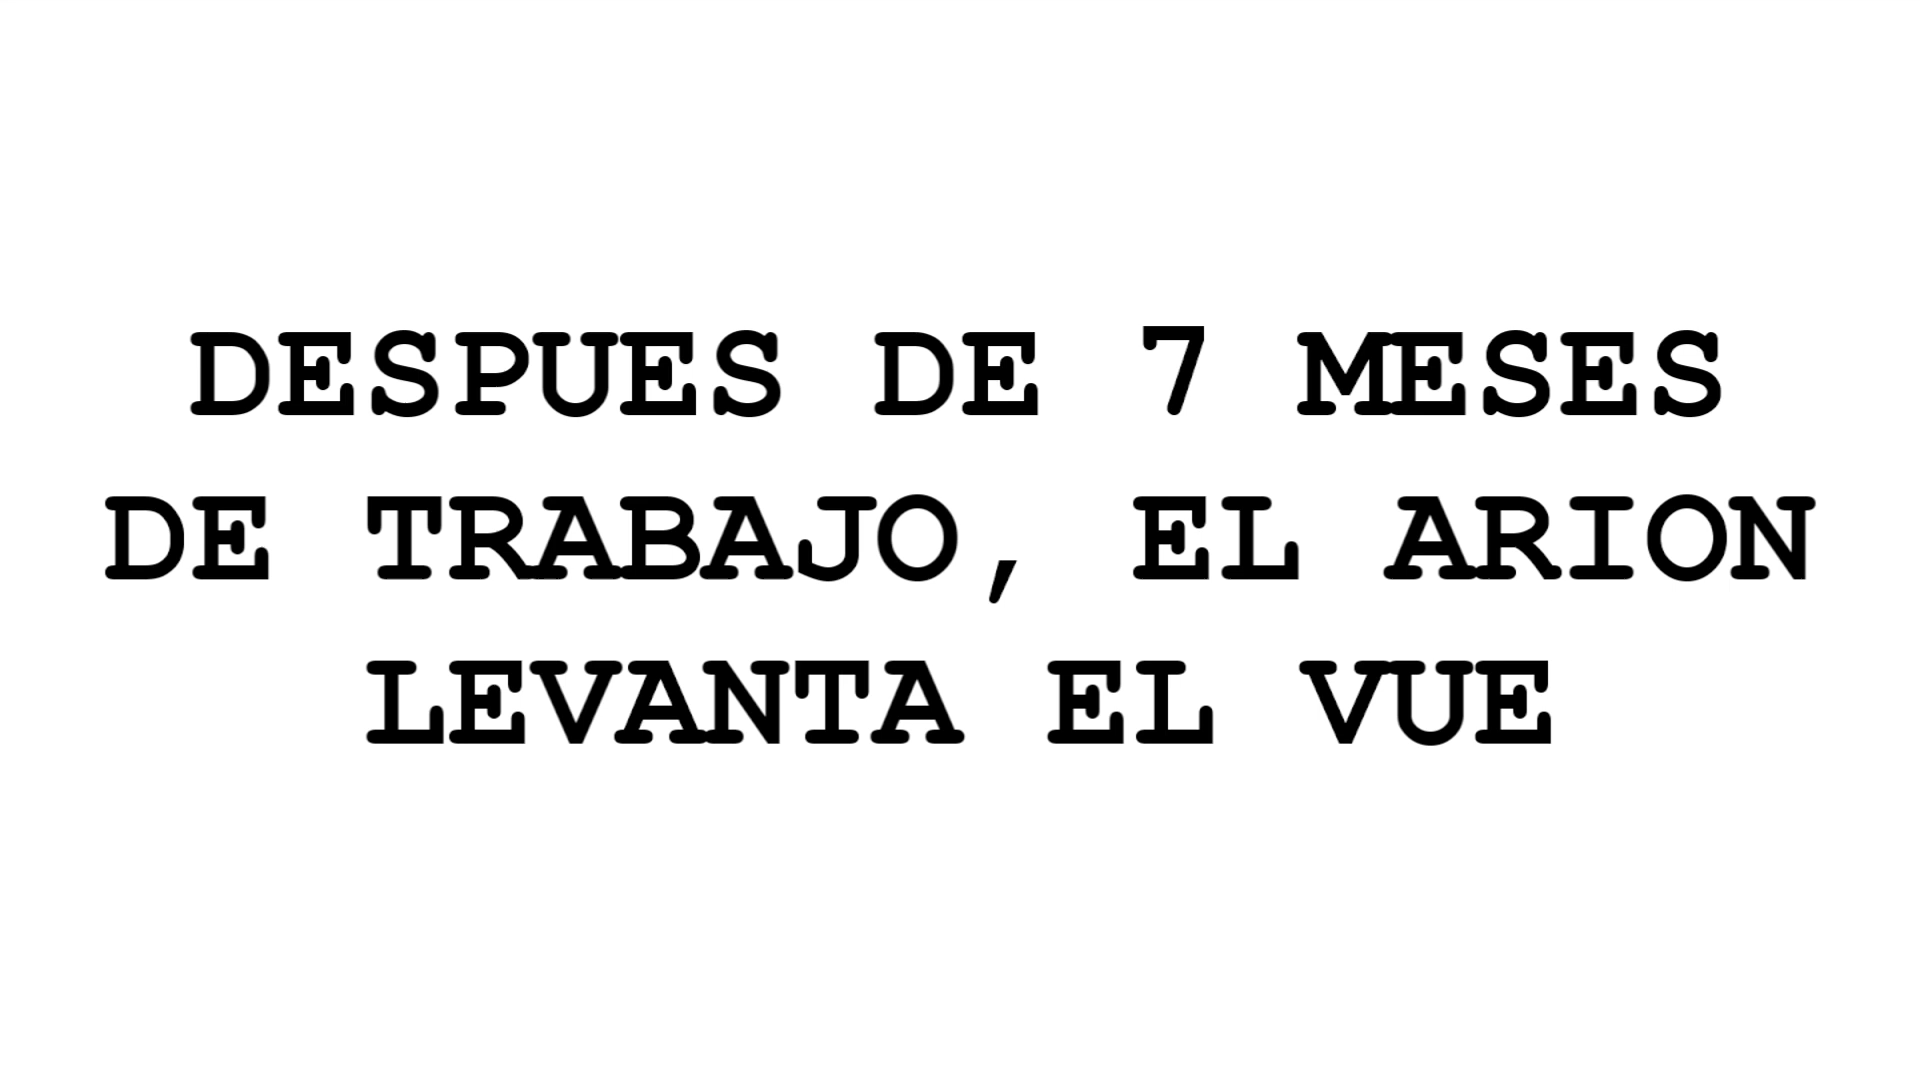 DESPUES DE 7 MESES
DE TRABAJO, EL ARION
LEVANTA EL VUE